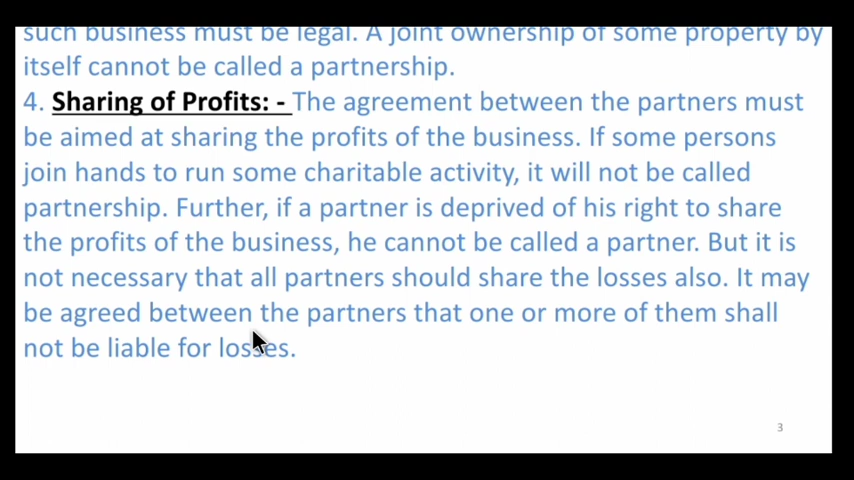 such business must be legal. A joint ownership of some property by
itself cannot be called a partnership.
4. Sharing of Profits: - The agreement between the partners must
be aimed at sharing the profits of the business. If some persons
join hands to run some charitable activity, it will not be called
partnership. Further, if a partner is deprived of his right to share
the profits of the business, he cannot be called a partner. But it is
not necessary that all partners should share the losses also. It may
be agreed between the partners that one or more of them shall
not be liable for losses.
3